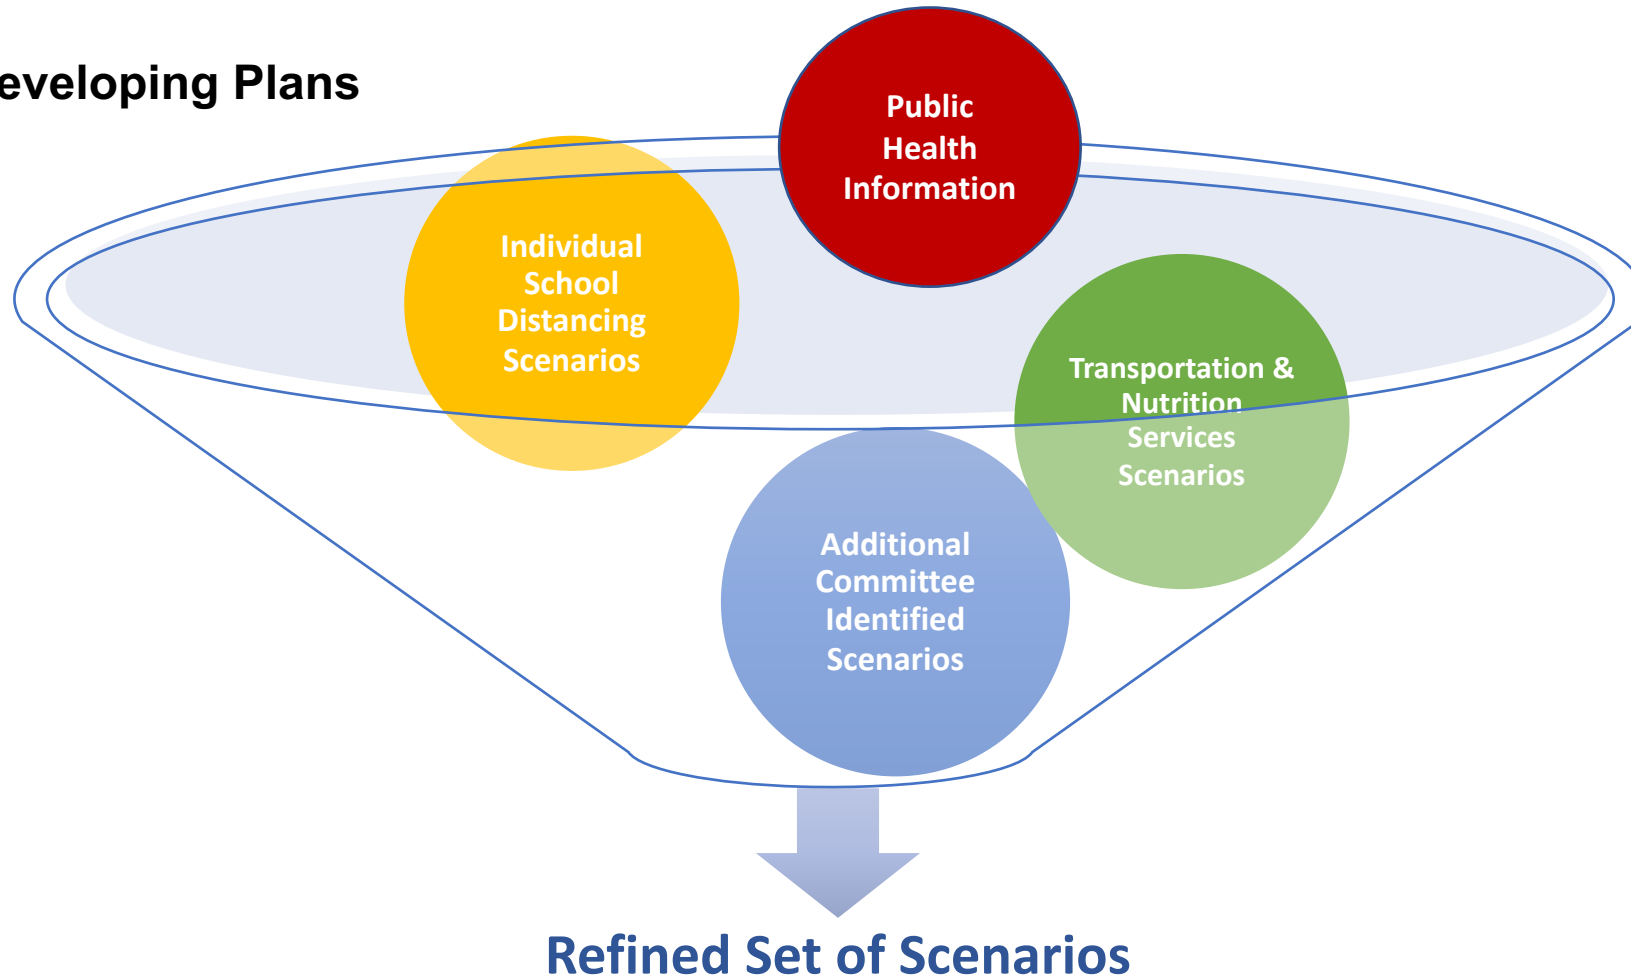 eveloping Plans
Public
Health
Information
Individual
School
Distancing
Scenarios
Transportation &
Nutrition
Services
Scenarios
Additional
Committee
Identified
Scenarios
Refined Set of Scenarios